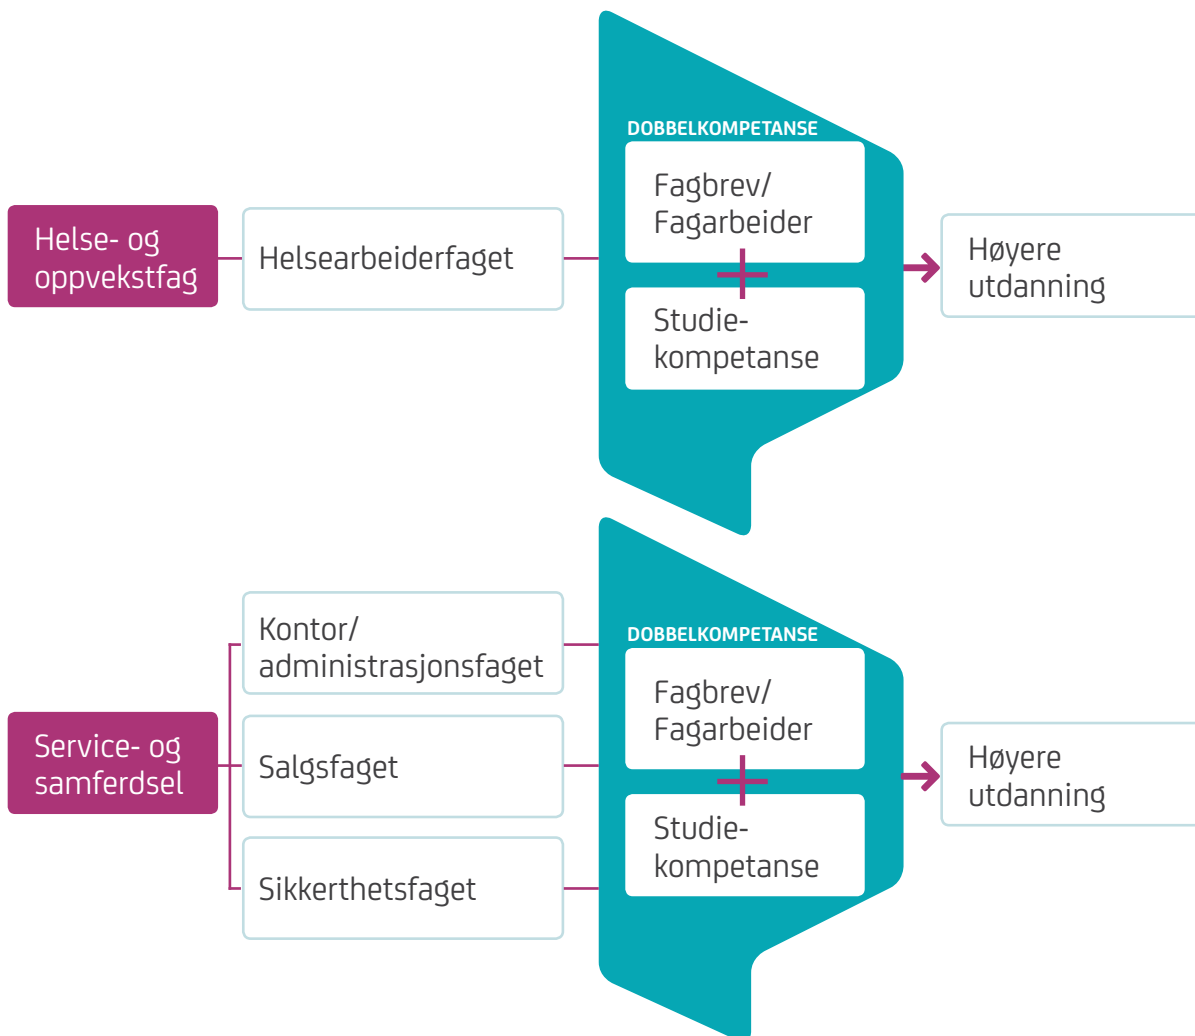 DOBBELKOMPETANSE
Helse- og
oppvekstfag
Helsearbeiderfaget
Fagbrev/
Fagarbeider
Studie-
kompetanse
Høyere
utdanning
DOBBELKOMPETANSE
Service- og
samferdsel
Kontor/
administrasjonsfaget
Salgsfaget
Sikkerthetsfaget
Fagbrev/
Fagarbeider
Studie-
kompetanse
Høyere
utdanning